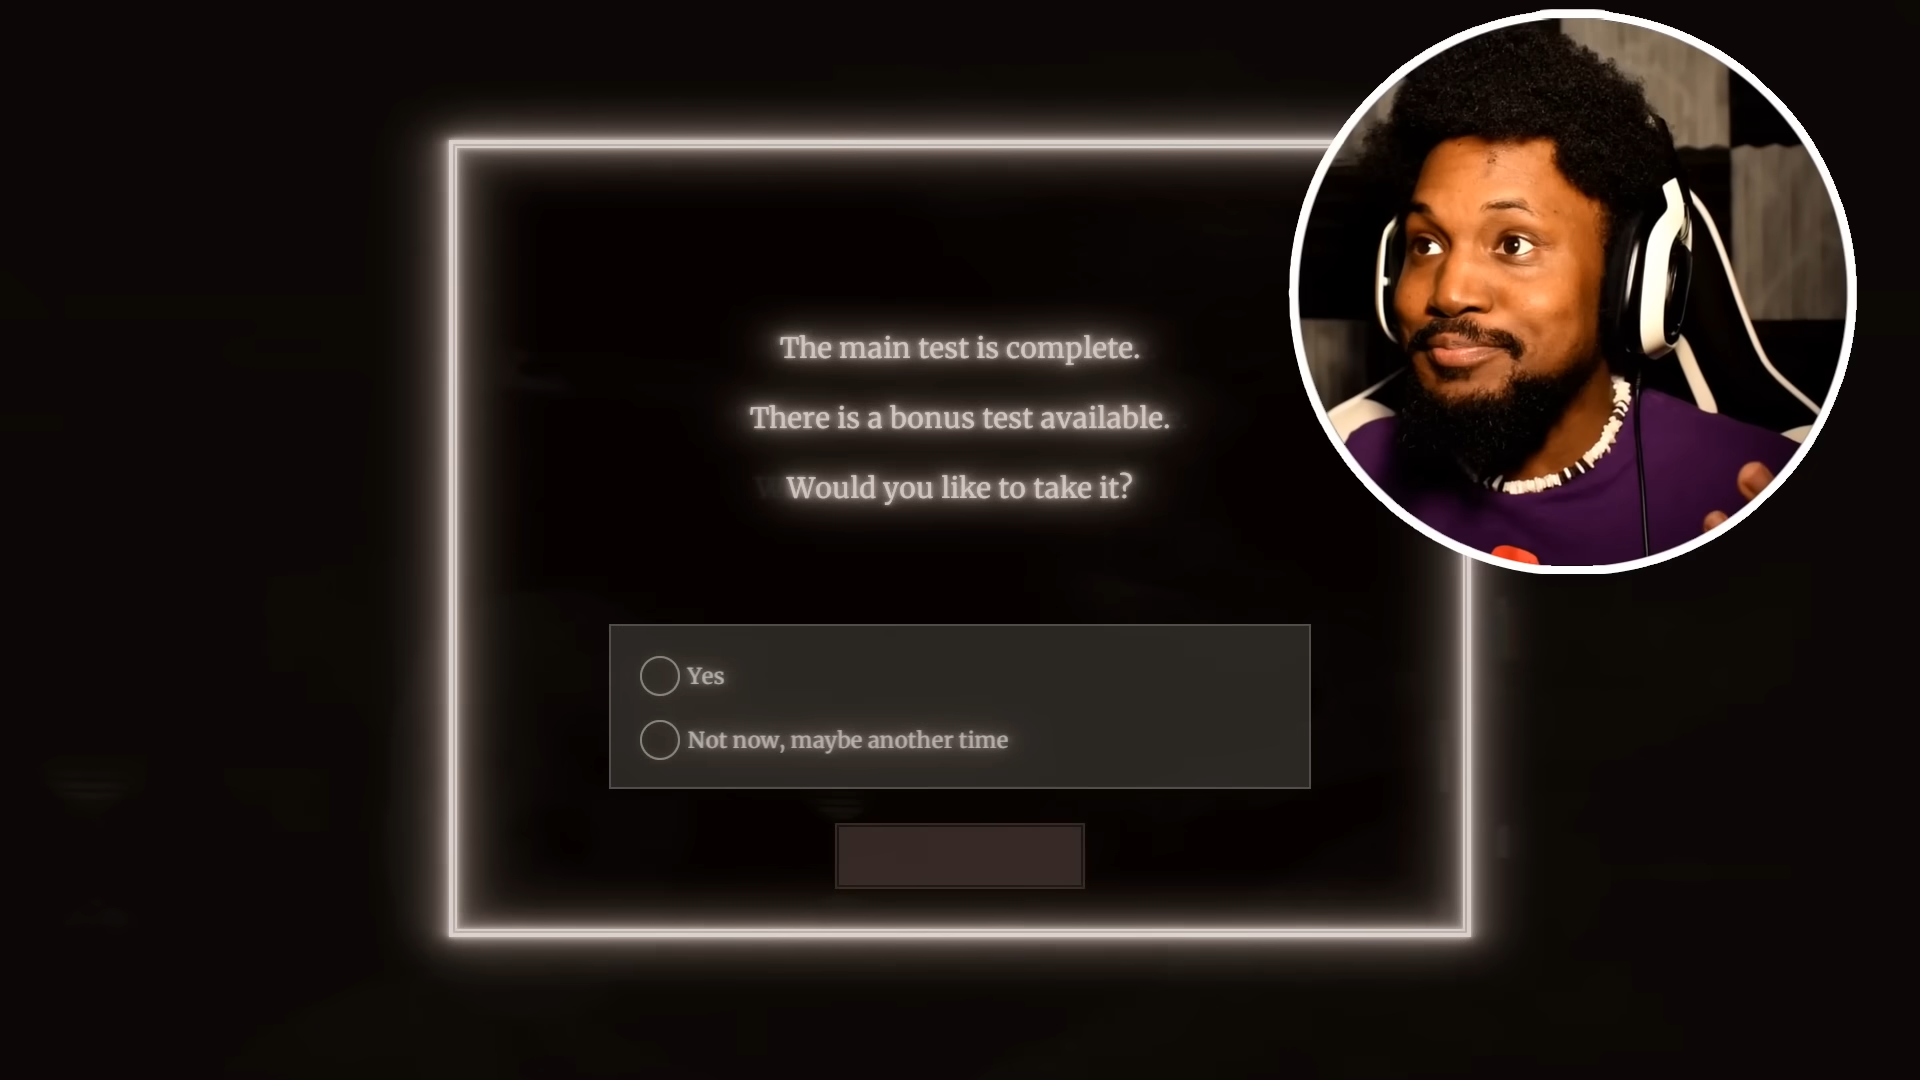 The main test is complete.
There is a bonus test available.
Would you like to take it?
Yes
Not now, maybe another time